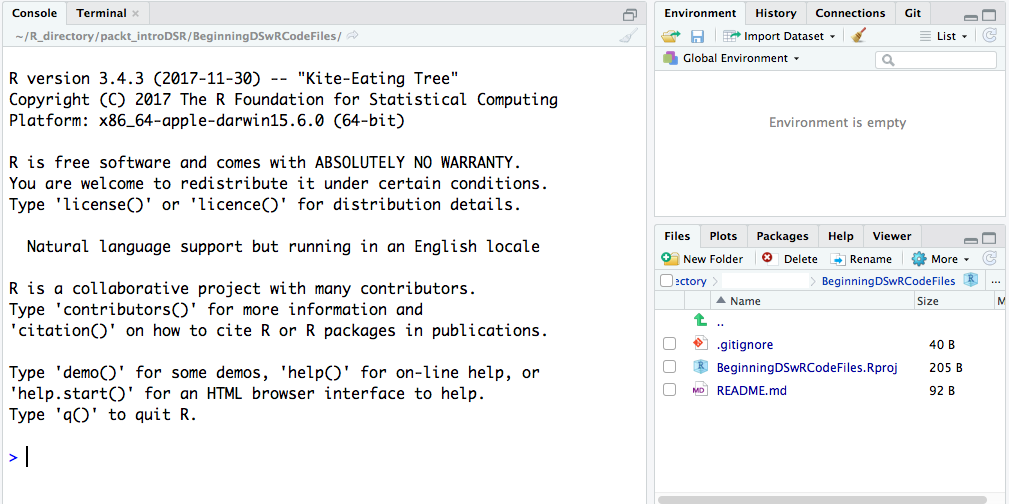 Console Terminal
~/R_directory/packt_introDSR/BeginningDSwRCodeFiles/
R version 3.4.3 (2017-11-30) -- "Kite-Eating Tree"
Copyright (C) 2017 The R Foundation for Statistical Computing
Platform: x86_64-apple-darwin15.6.0 (64-bit)
R is free software and comes with ABSOLUTELY NO WARRANTY.
You are welcome to redistribute it under certain conditions.
Type 'license()' or 'licence()' for distribution details.
Natural language support but running in an English locale
R is a collaborative project with many contributors.
Type 'contributors()' for more information and
'citation()' on how to cite R or R packages in publications.
Type 'demo()' for some demos, 'help()' for on-line help, or
'help.start()' for an HTML browser interface to help.
Type 'q()' to quit R.
>
Environment History Connections Git
Import Dataset List
Global Environment
Environment is empty
Files Plots Packages Help Viewer
New Folder Delete Rename More
ectory BeginningDSwRCodeFiles R ...
Name Size M
..
.gitignore 40 B
R BeginningDSwRCodeFiles.Rproj 205 B
MD README.md 92 B